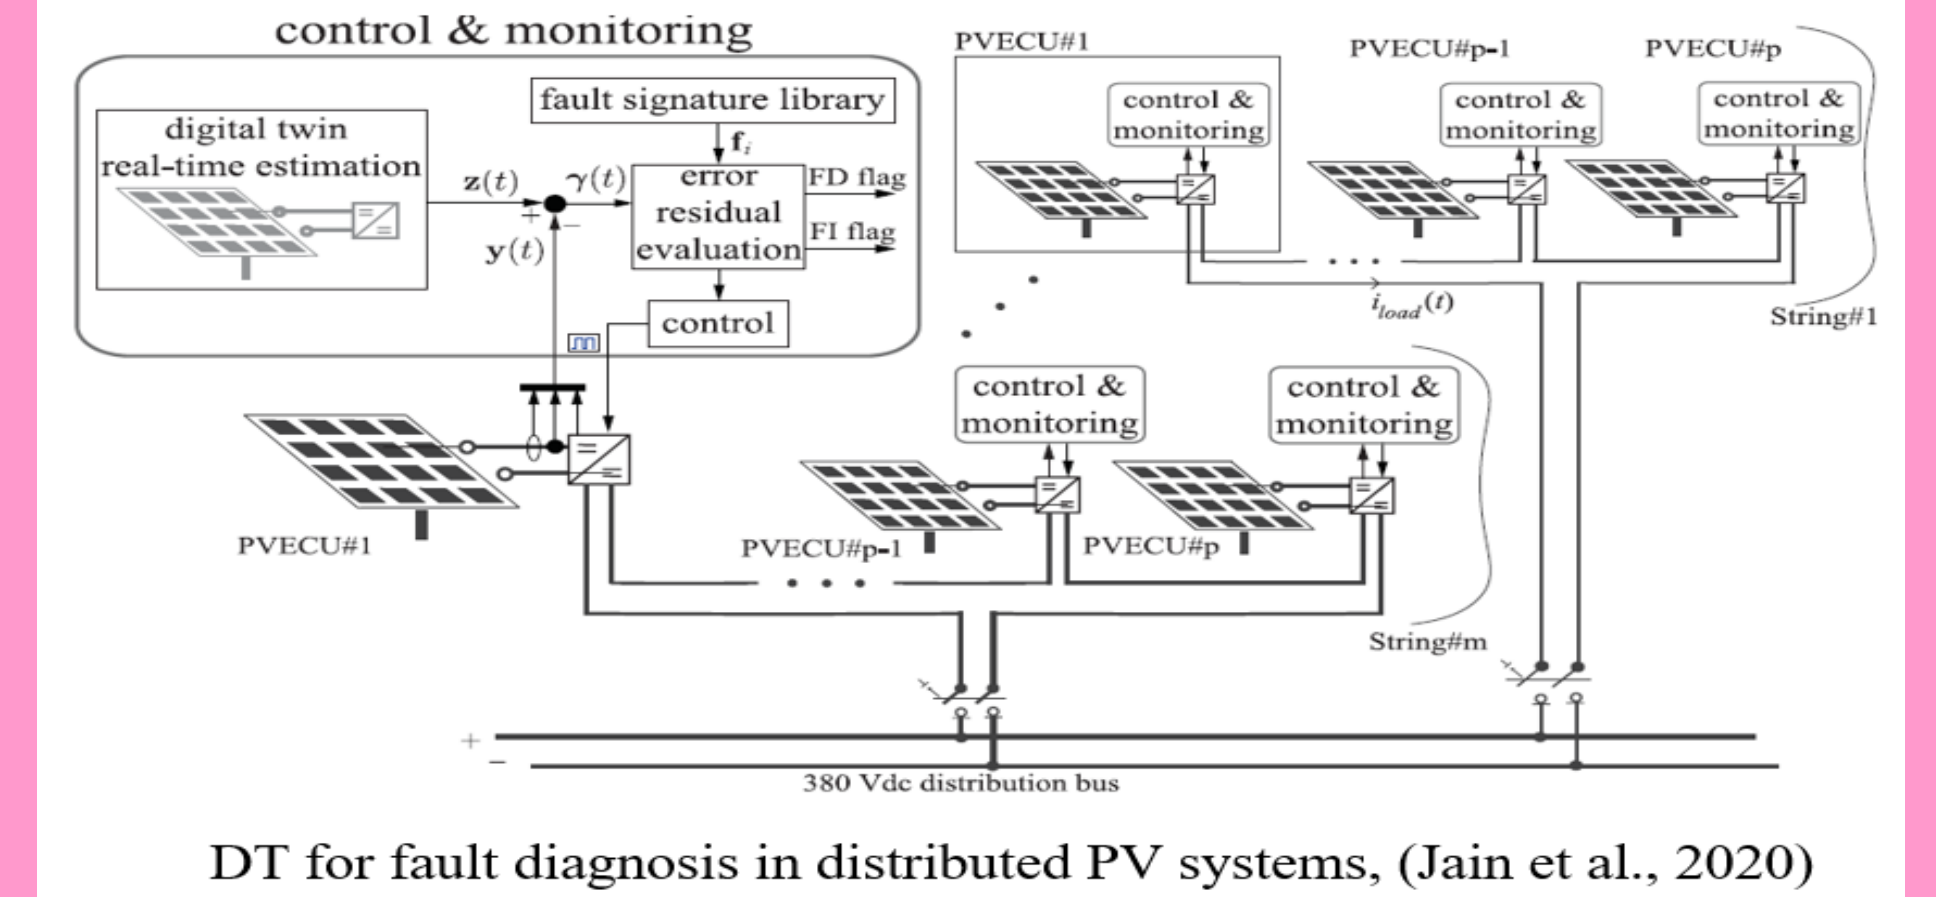 control & monitoring
digital twin
real-time estimation
fault signature library
f_i
z(t)
γ(t)
+
−
y(t)
error
residual
evaluation
FD flag
FI flag
control
PVECU#1
PVECU#1
control &
monitoring
PVECU#p-1
control &
monitoring
PVECU#p
control &
monitoring
i_load(t)
String#1
control &
monitoring
PVECU#p-1
control &
monitoring
PVECU#p
String#m
+
−
380 Vdc distribution bus
DT for fault diagnosis in distributed PV systems, (Jain et al., 2020)